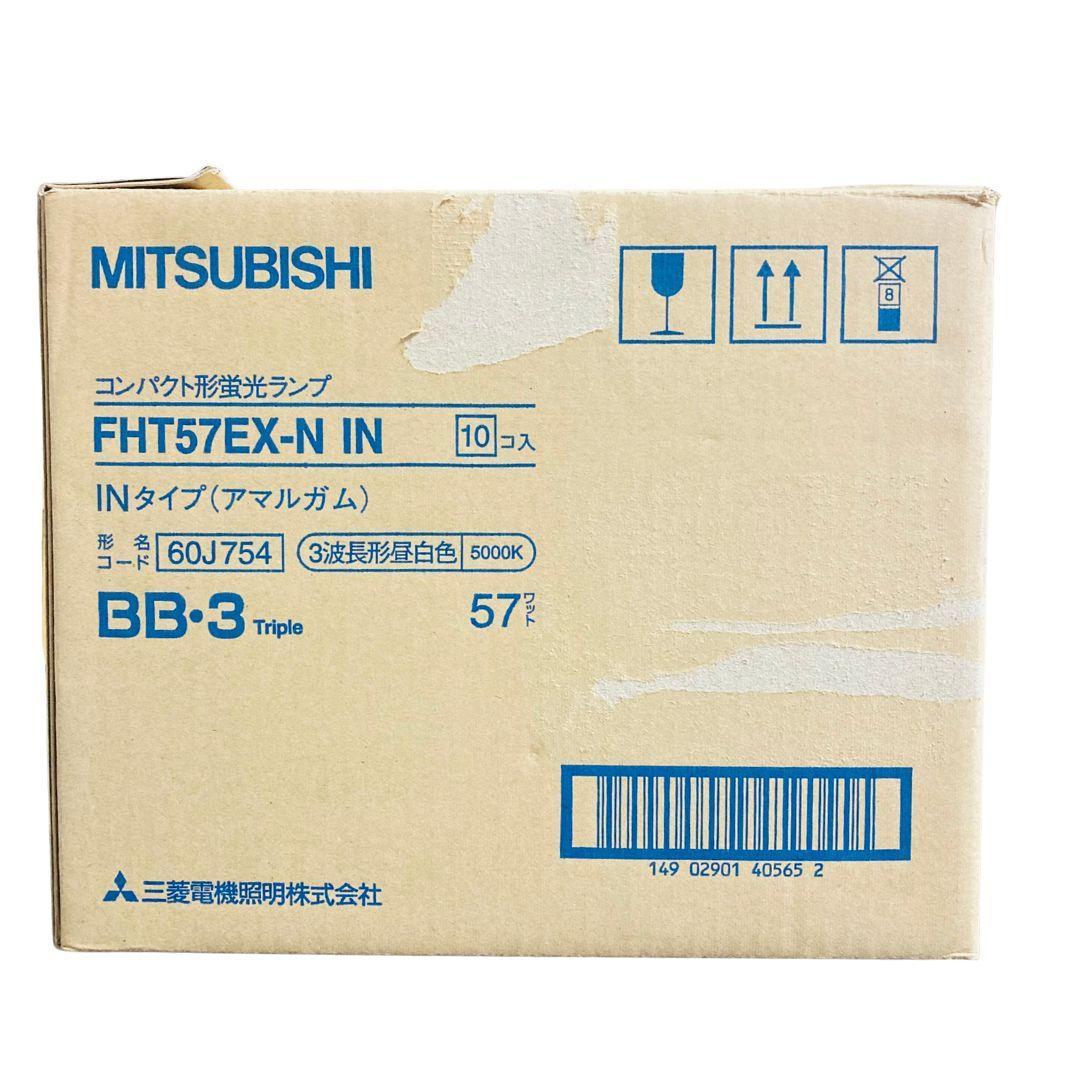 MITSUBISHI
8
コンパクト形蛍光ランプ
FHT57EX-N IN 10コ入
INタイプ(アマルガム)
形名コード 60J754 3波長形昼白色 5000K
BB・3 Triple 57ワット
149 02901 40565 2
三菱電機照明株式会社